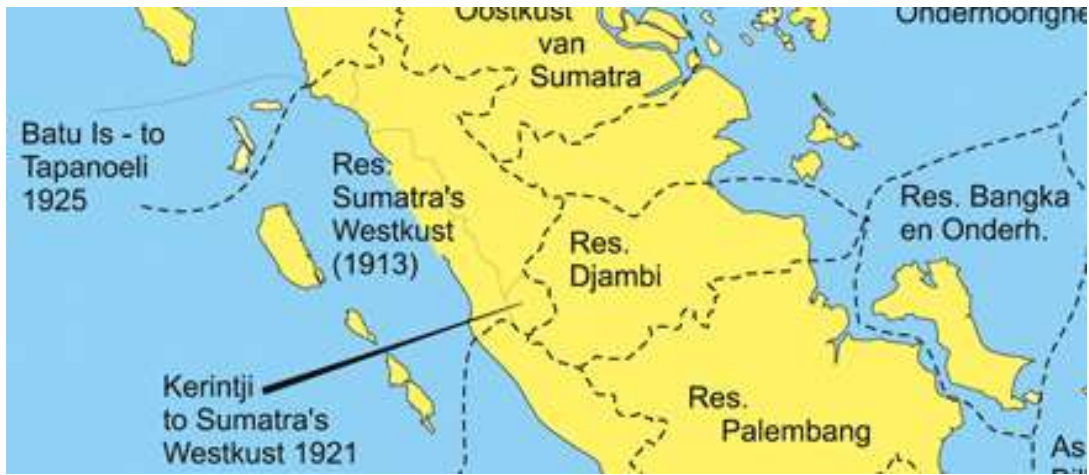 Oostkust
van
Sumatra
Batu Is - to
Tapanoeli
1925
Res.
Sumatra's
Westkust
(1913)
Res. Bangka
en Onderh.
Res.
Djambi
Kerintji
to Sumatra's
Westkust 1921
Res.
Palembang
As